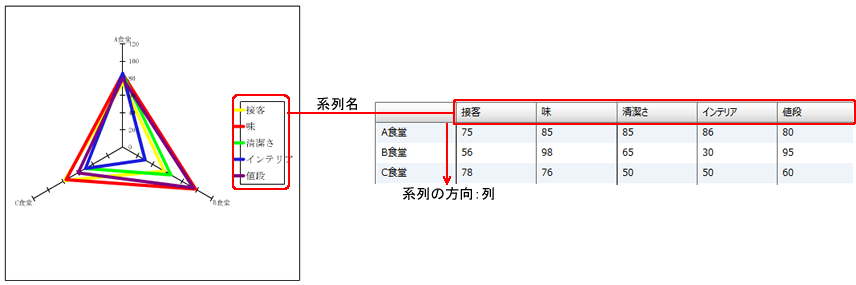 A食堂
120
100
80
60
40
20
0
C食堂
B食堂
接客
味
清潔さ
インテリア
値段
系列名
接客 味 清潔さ インテリア 値段
A食堂 75 85 85 86 80
B食堂 56 98 65 30 95
C食堂 78 76 50 50 60
系列の方向:列